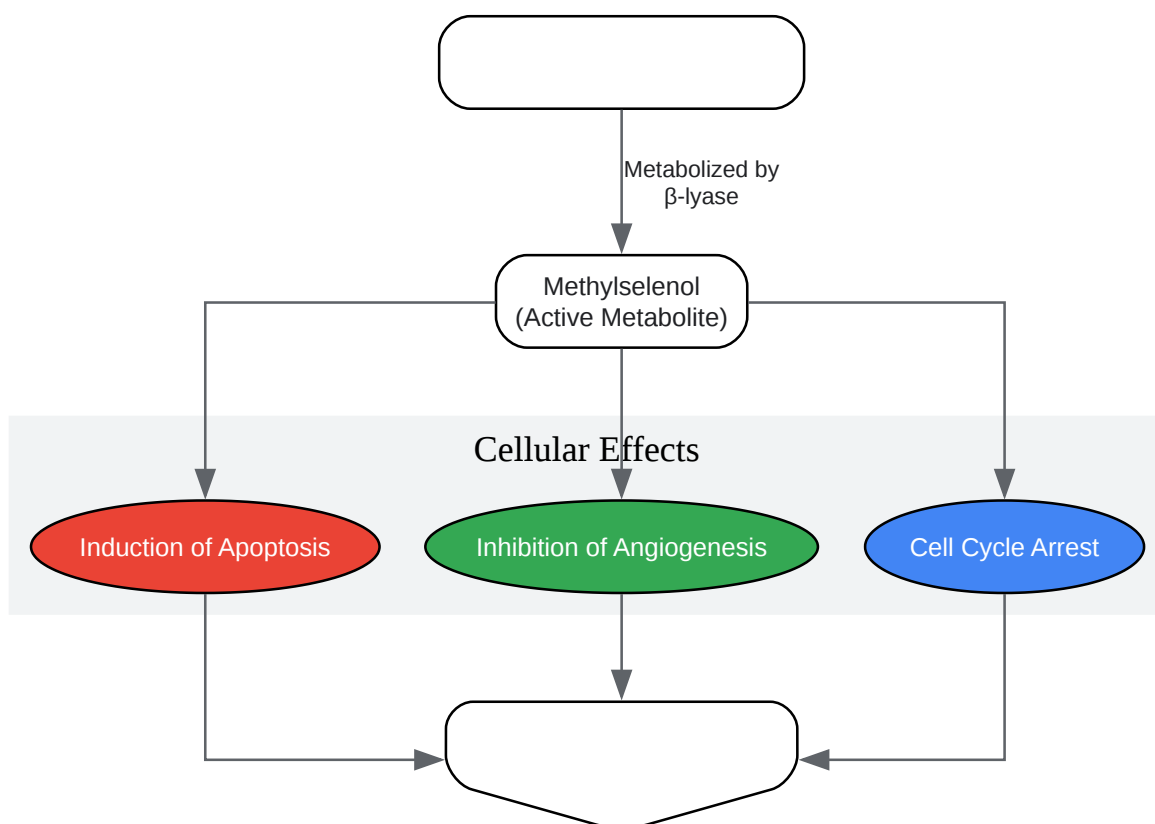 Metabolized by
β-lyase
Methylselenol
(Active Metabolite)
Cellular Effects
Induction of Apoptosis
Inhibition of Angiogenesis
Cell Cycle Arrest